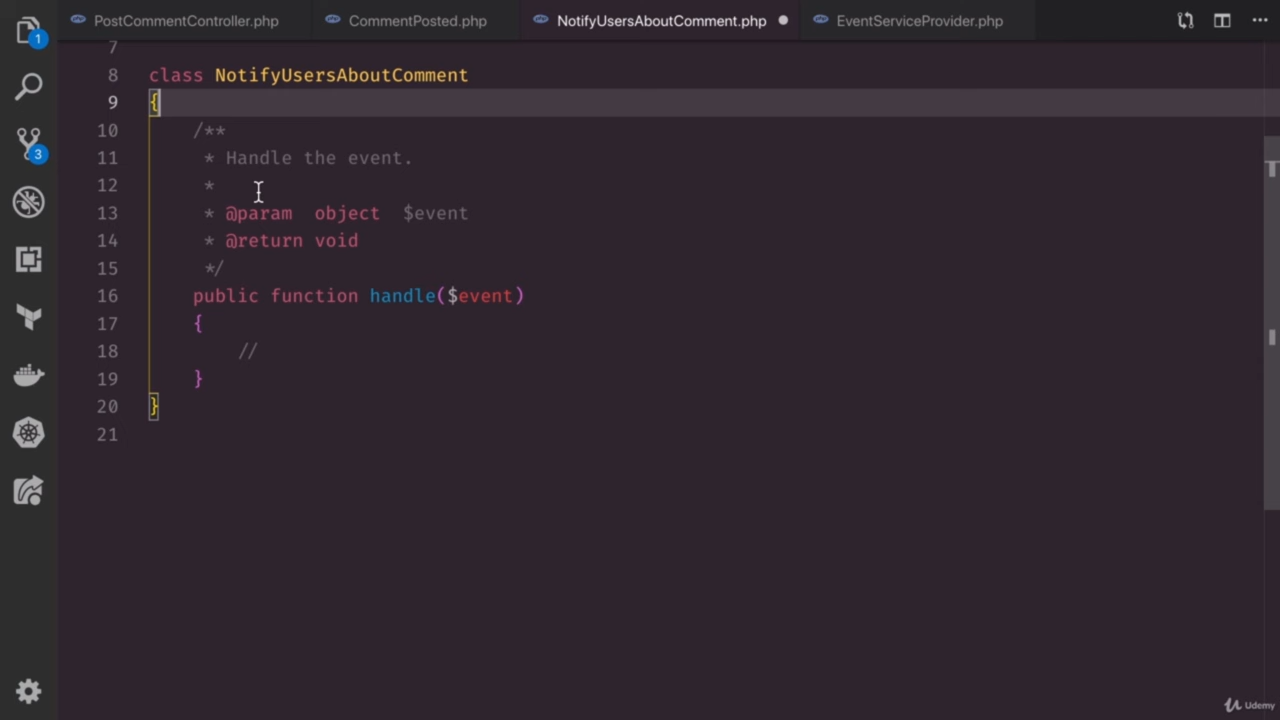 PostCommentController.php CommentPosted.php NotifyUsersAboutComment.php EventServiceProvider.php
1
3
7
8 class NotifyUsersAboutComment
9 {
10 /**
11 * Handle the event.
12 *
13 * @param  object  $event
14 * @return void
15 */
16 public function handle($event)
17 {
18 //
19 }
20 }
21
Udemy